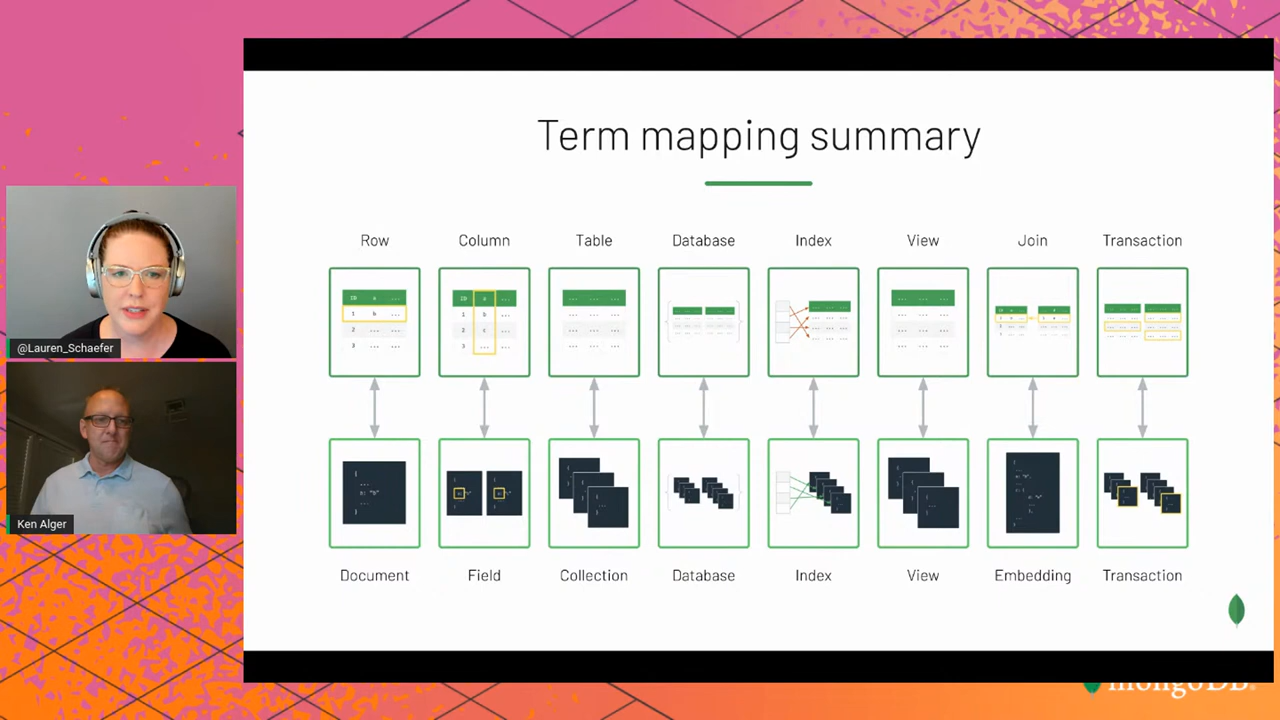 Term mapping summary
Row Column Table Database Index View Join Transaction
Document Field Collection Database Index View Embedding Transaction
@Lauren_Schaefer
Ken Alger
mongoDB